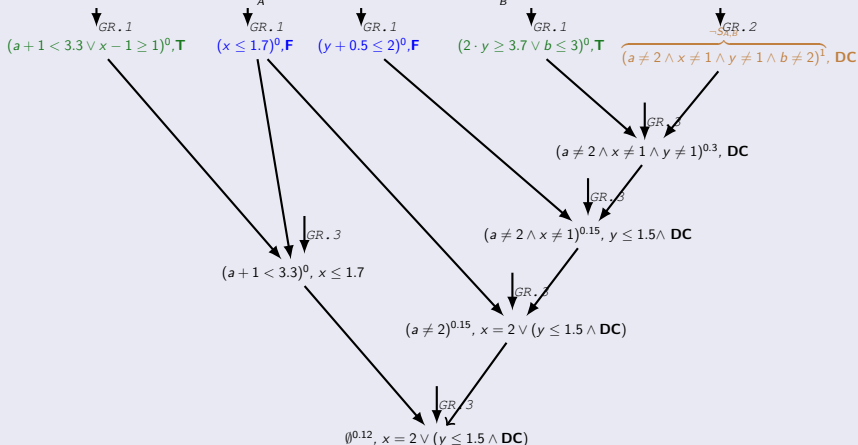 A B
GR.1 GR.1 GR.1 GR.1 GR.2
¬S_{A,B}
(a + 1 < 3.3 ∨ x − 1 ≥ 1)⁰,T (x ≤ 1.7)⁰,F (y + 0.5 ≤ 2)⁰,F (2 · y ≥ 3.7 ∨ b ≤ 3)⁰,T (a ≠ 2 ∧ x ≠ 1 ∧ y ≠ 1 ∧ b ≠ 2)¹, DC
GR.3
(a ≠ 2 ∧ x ≠ 1 ∧ y ≠ 1)^{0.3}, DC
GR.3
(a ≠ 2 ∧ x ≠ 1)^{0.15}, y ≤ 1.5∧ DC
GR.3
(a + 1 < 3.3)⁰, x ≤ 1.7
GR.3
(a ≠ 2)^{0.15}, x = 2 ∨ (y ≤ 1.5 ∧ DC)
GR.3
∅^{0.12}, x = 2 ∨ (y ≤ 1.5 ∧ DC)